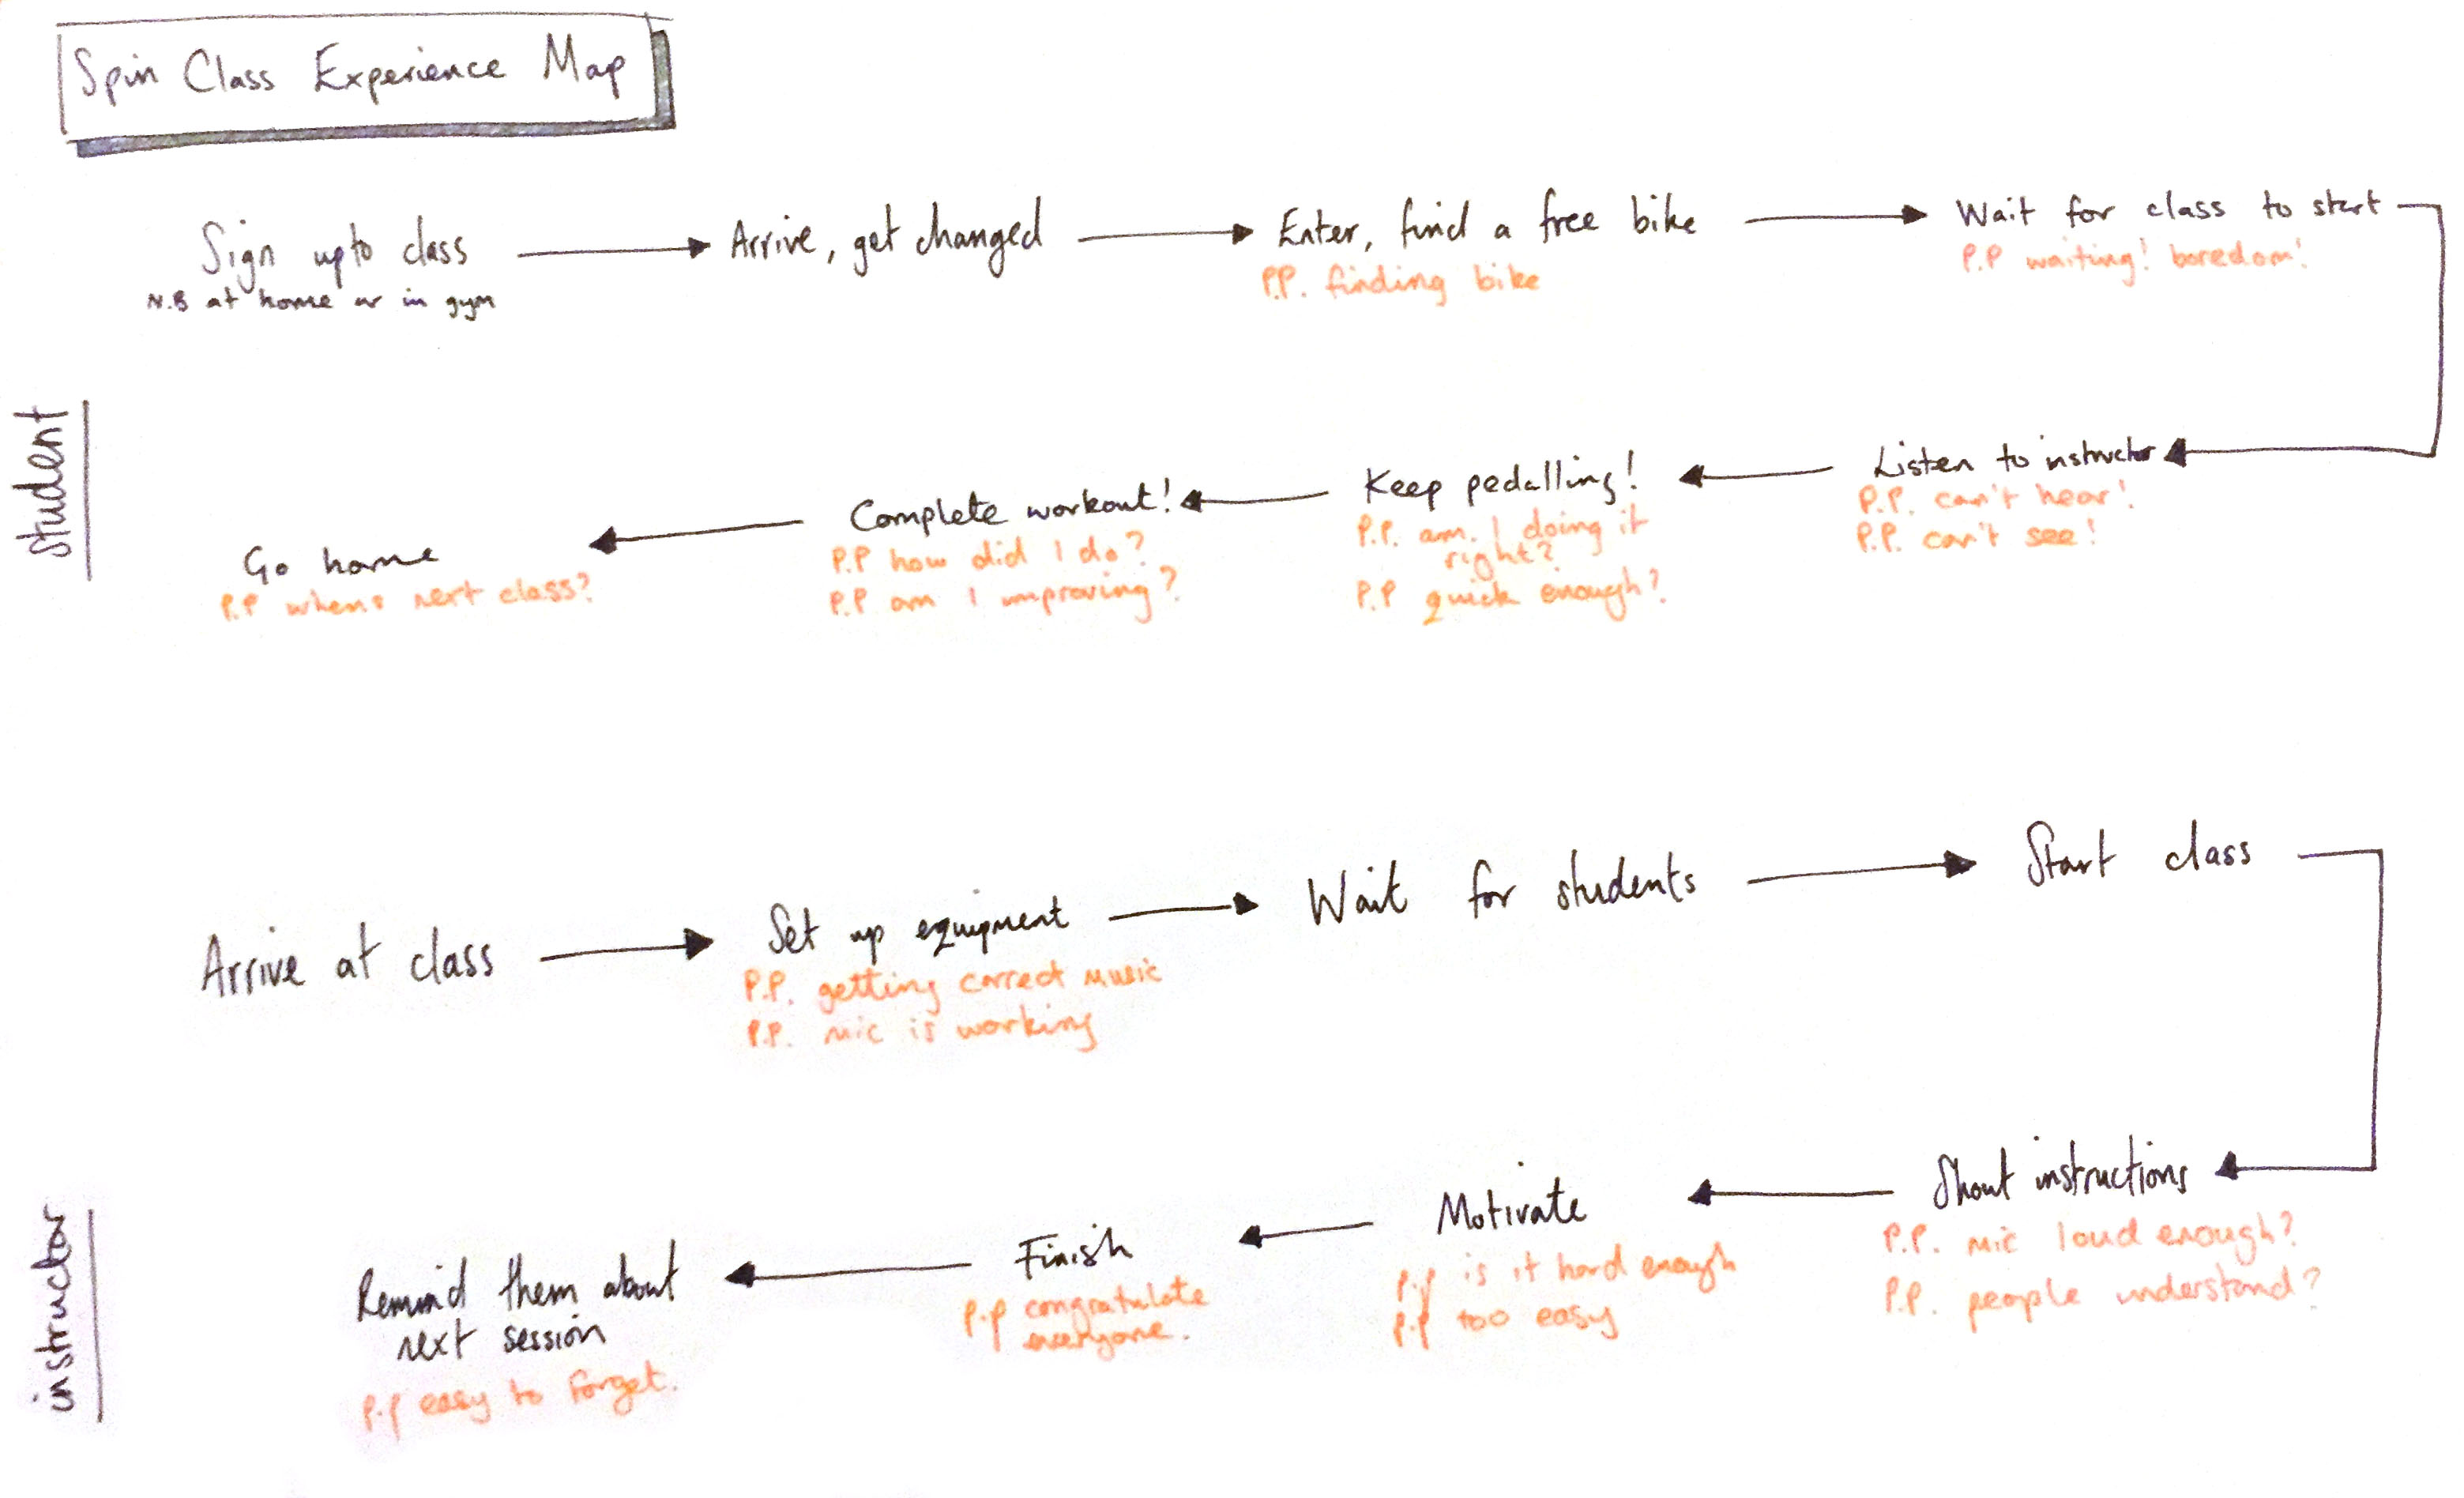 Spin Class Experience Map
Sign up to class
N.B at home or in gym
Arrive, get changed
Enter, find a free bike
P.P. finding bike
Wait for class to start
P.P waiting! boredom!
student
Listen to instructor
P.P. can't hear!
P.P. can't see!
Keep pedalling!
P.P. am I doing it
right?
P.P quick enough?
Complete workout!
P.P how did I do?
P.P am I improving?
Go home
P.P whens next class?
Arrive at class
Set up equipment
P.P. getting correct music
P.P. mic is working
Wait for students
Start class
instructor
Shout instructions
P.P. mic loud enough?
P.P. people understand?
Motivate
P.P is it hard enough
P.P too easy
Finish
P.P congratulate
everyone.
Remind them about
next session
P.P easy to forget.